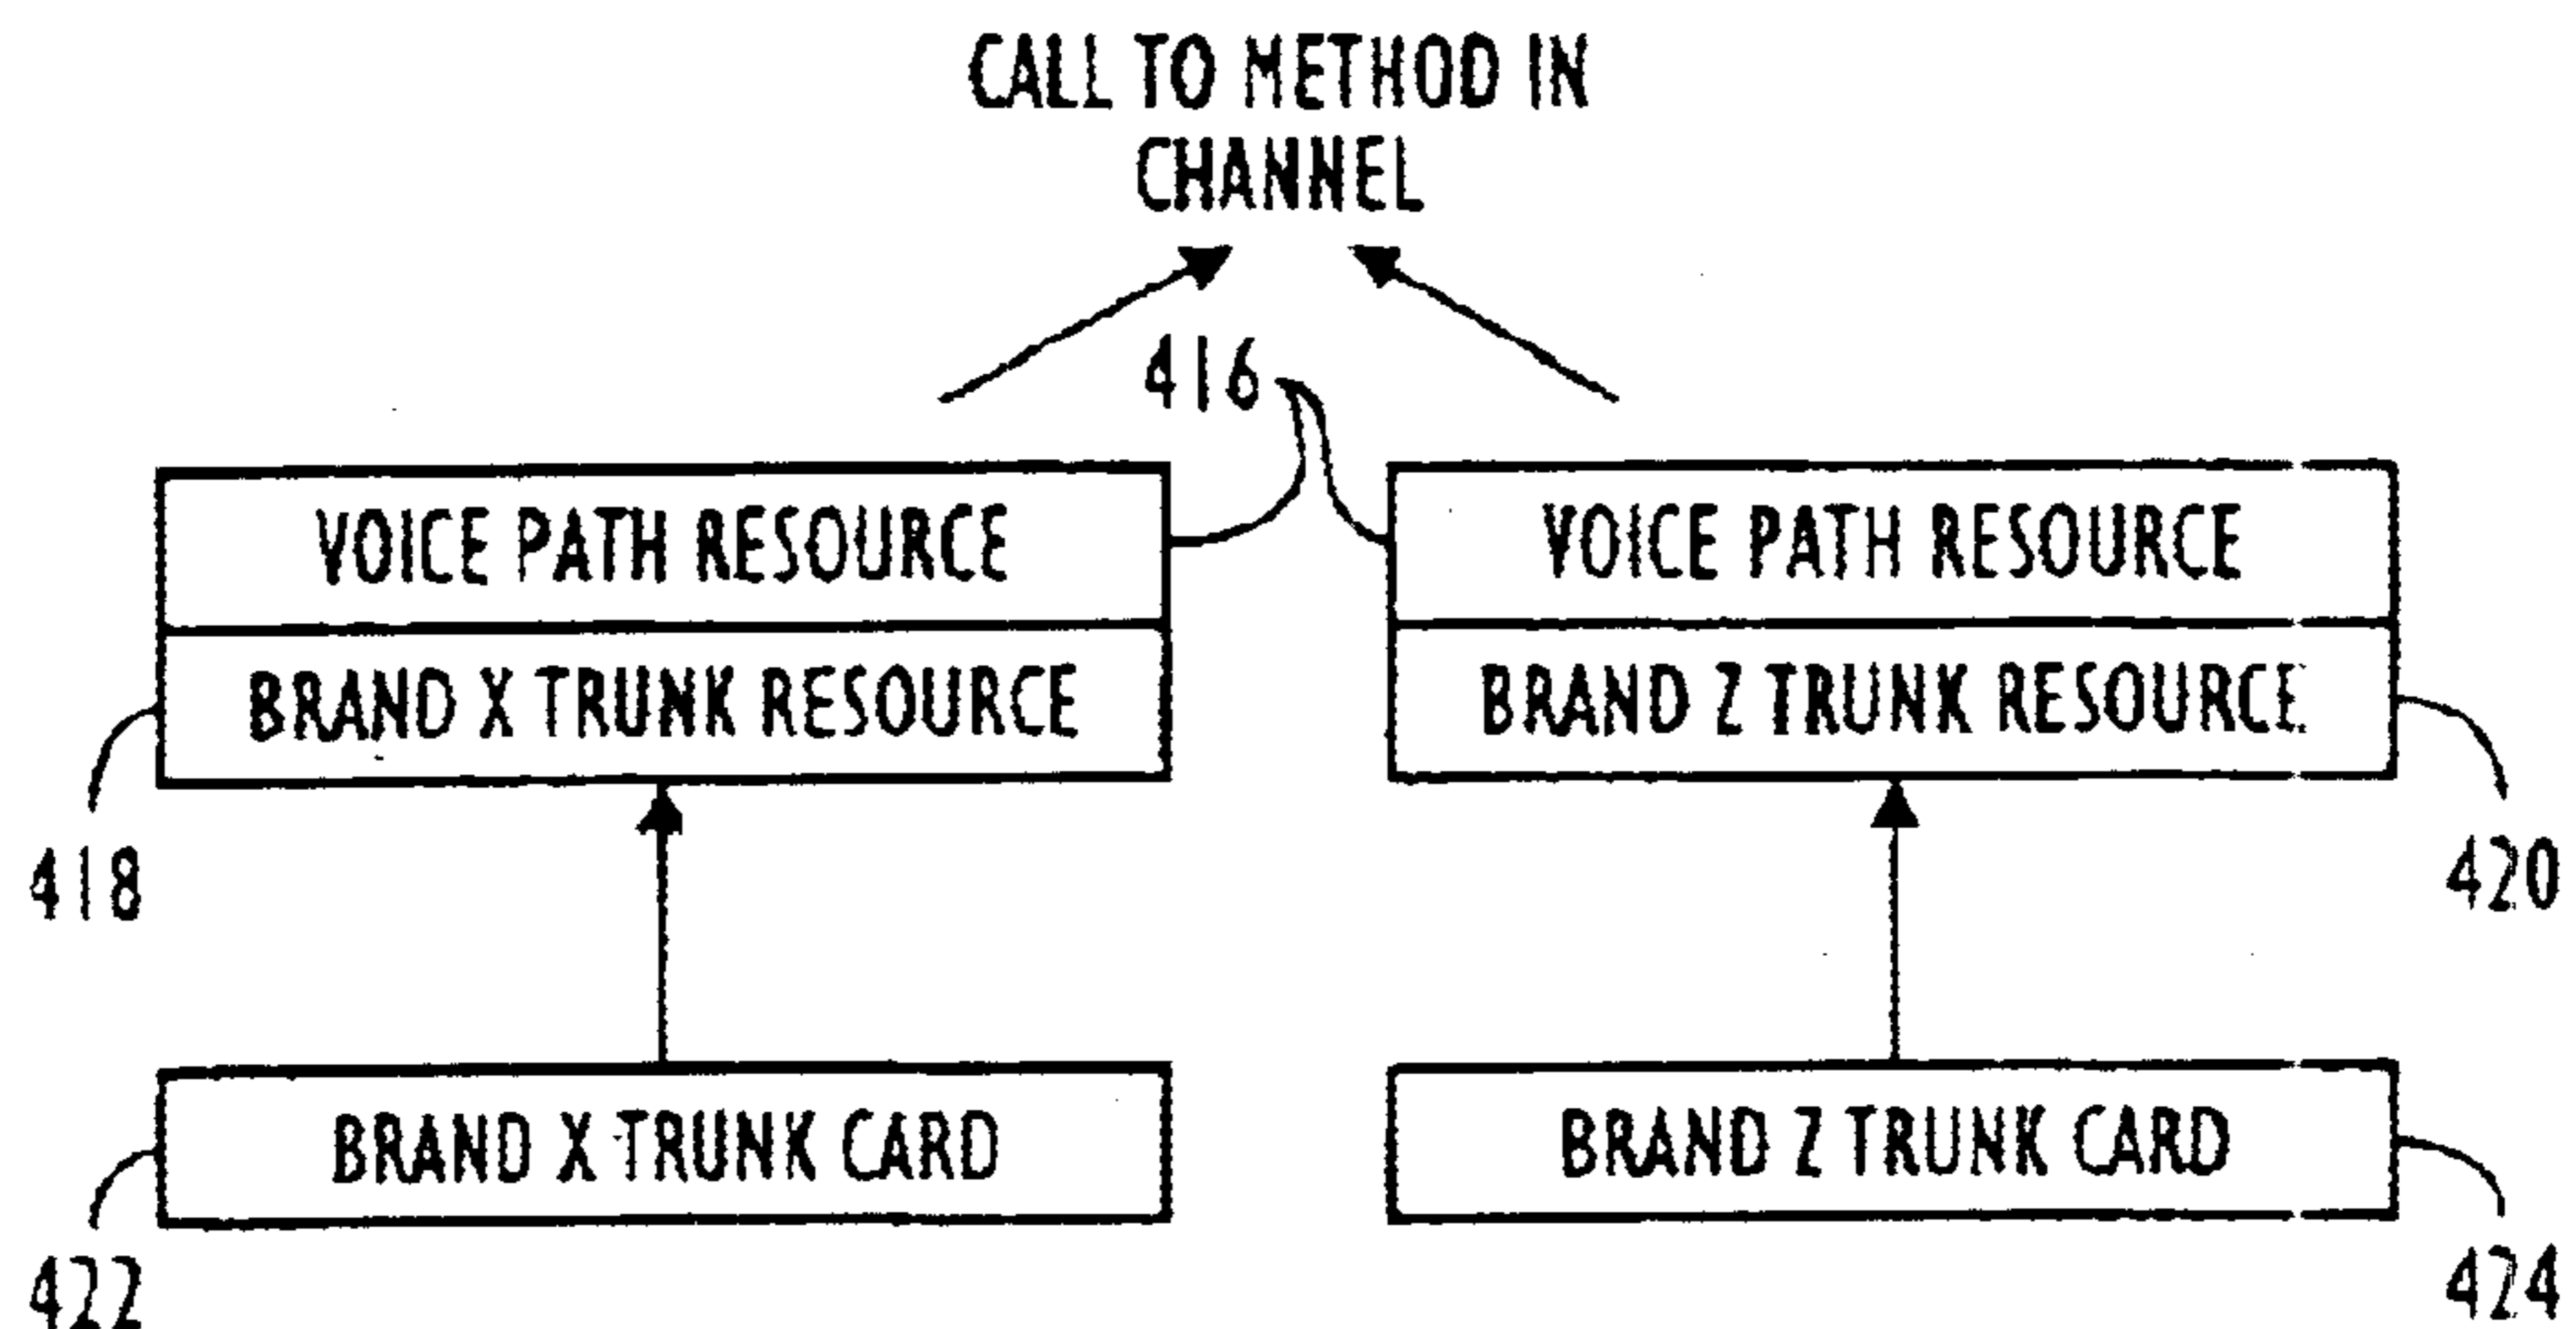 CALL TO METHOD IN
CHANNEL
416
VOICE PATH RESOURCE
VOICE PATH RESOURCE
BRAND X TRUNK RESOURCE
BRAND Z TRUNK RESOURCE
418
420
BRAND X TRUNK CARD
BRAND Z TRUNK CARD
422
424